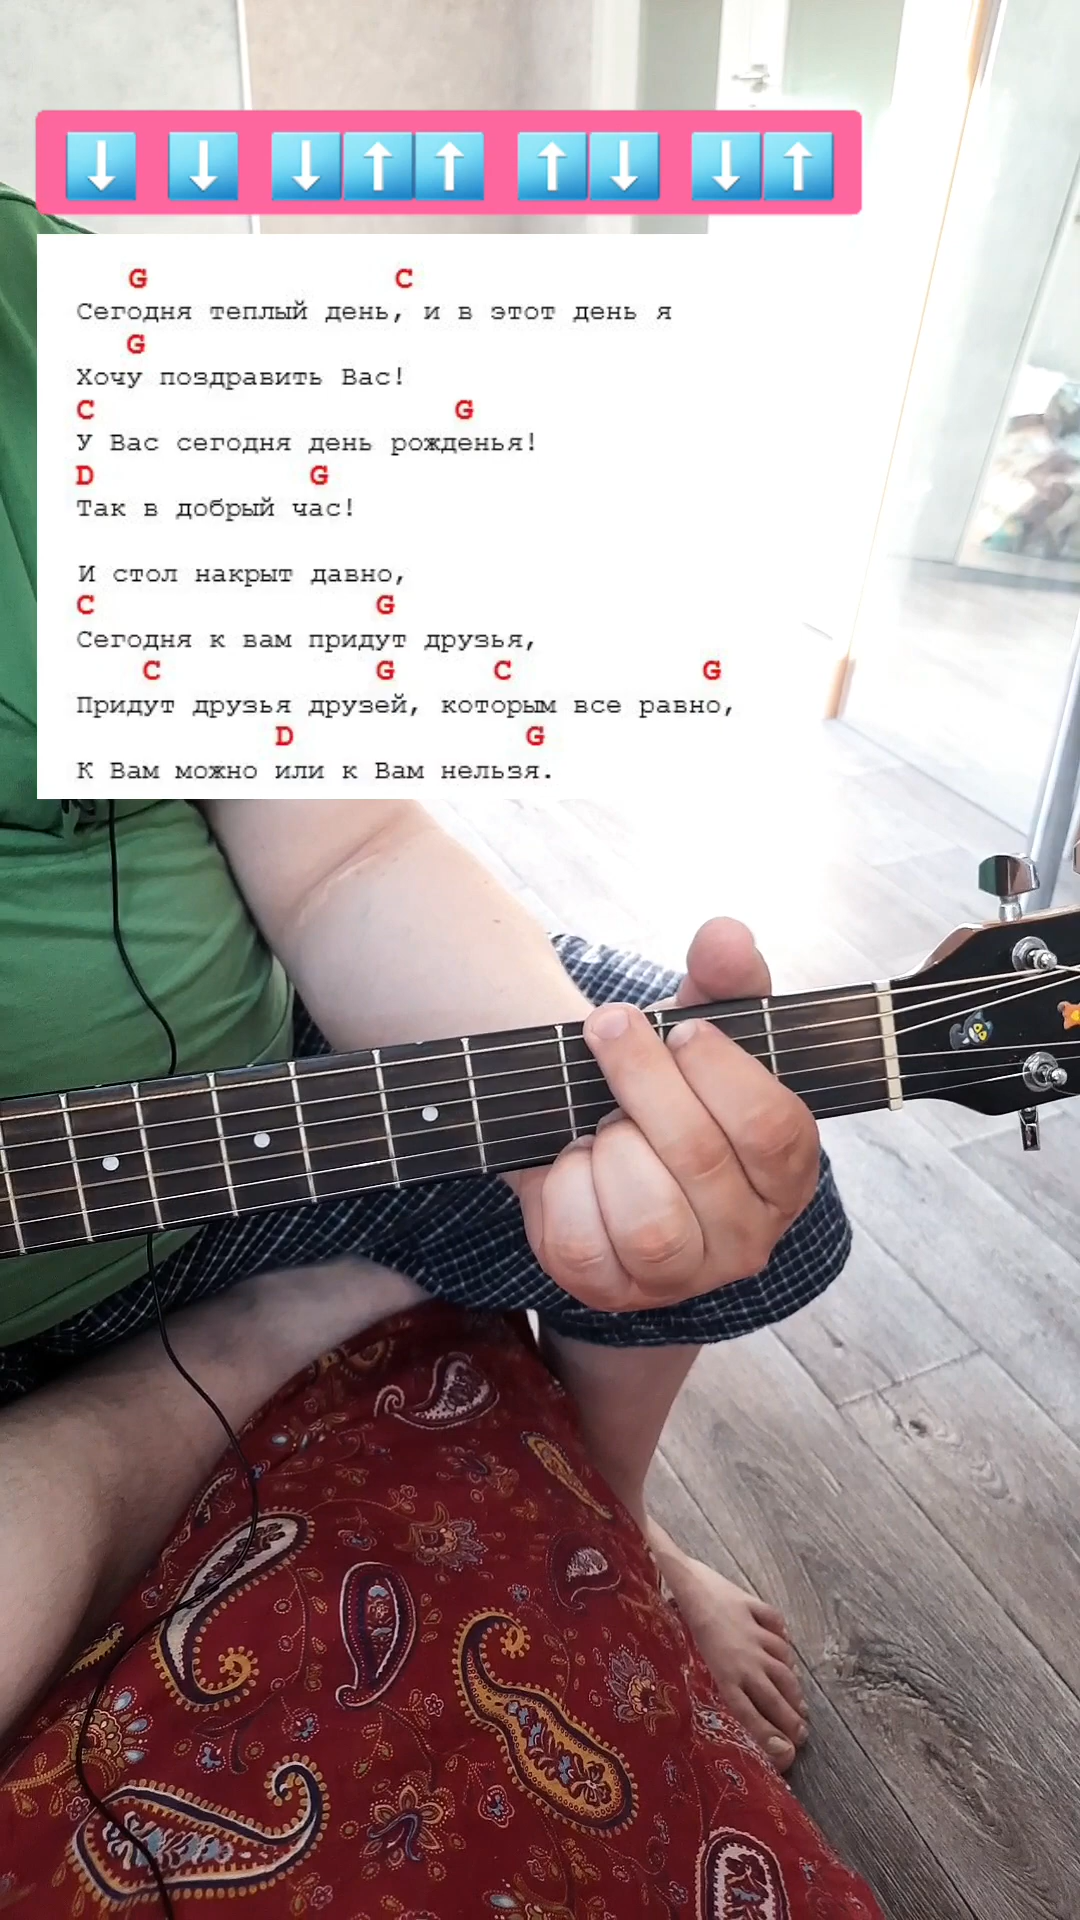 ⬇️ ⬇️ ⬇️⬆️⬆️ ⬆️⬇️ ⬇️⬆️
G C
Сегодня теплый день, и в этот день я
G
Хочу поздравить Вас!
C G
У Вас сегодня день рожденья!
D G
Так в добрый час!
И стол накрыт давно,
C G
Сегодня к вам придут друзья,
C G C G
Придут друзья друзей, которым все равно,
D G
К Вам можно или к Вам нельзя.